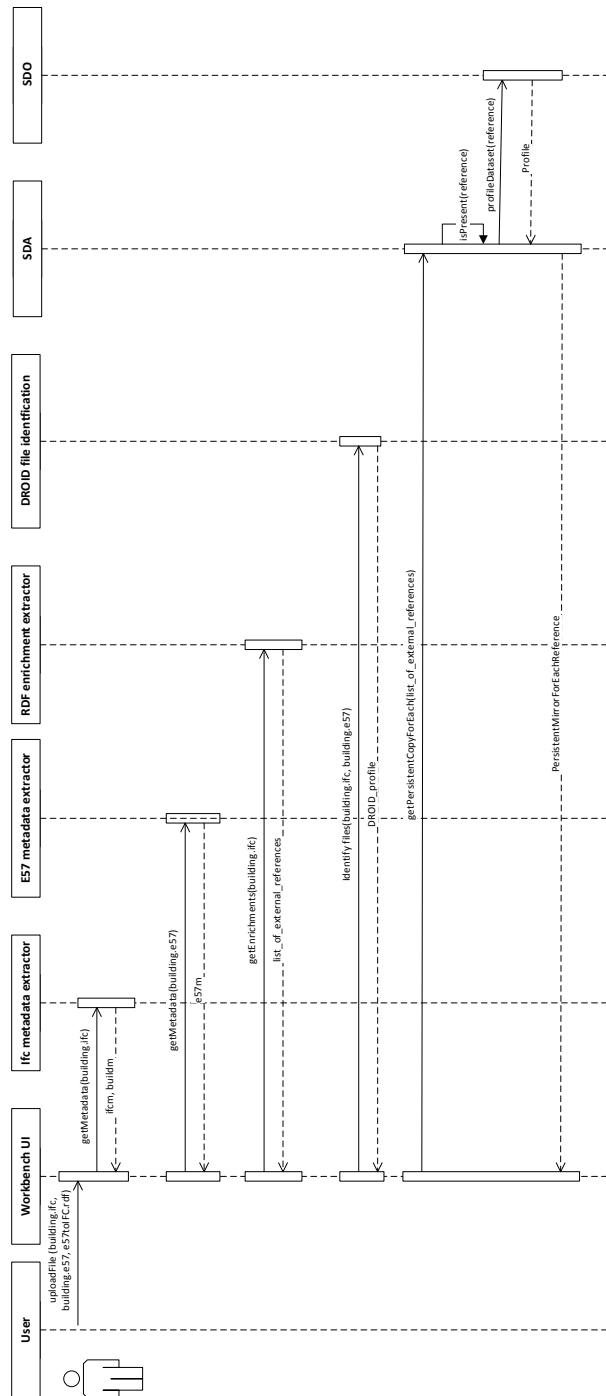 User
Workbench UI
Ifc metadata extractor
E57 metadata extractor
RDF enrichment extractor
DROID file identfication
SDA
SDO
uploadFile (building.ifc,
building.e57, e57toIFC.rdf)
getMetadata(building.ifc)
ifcm, buildm
getMetadata(building.e57)
e57m
getEnrichments(building.ifc)
list_of_external_references
Identify files(building.ifc, building.e57)
DROID_profile
getPersistentCopyForEach(list_of_external_references)
isPresent(reference)
profileDataset(reference)
Profile
PersistentMirrorForEachReference